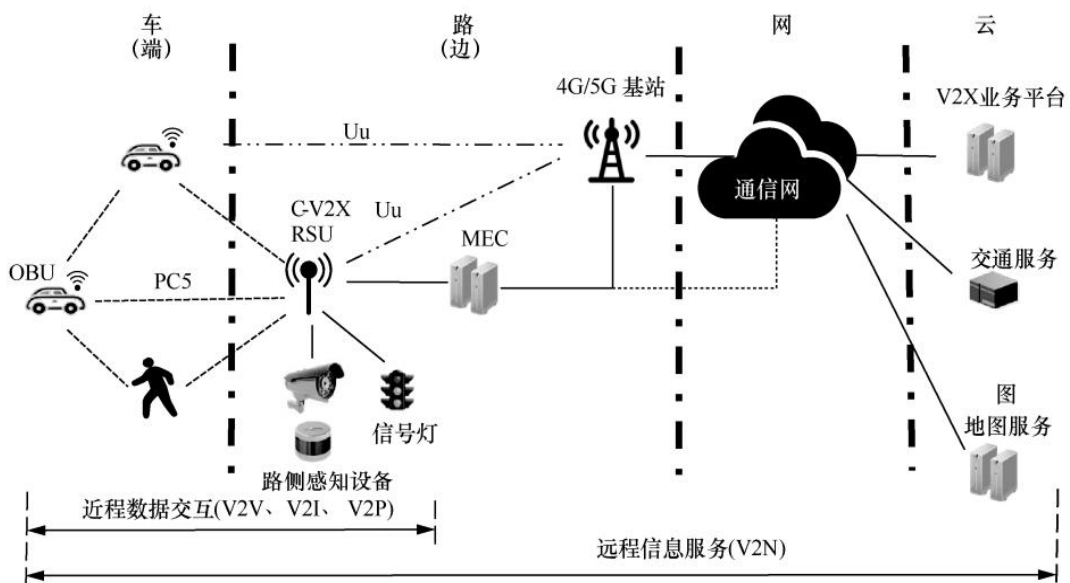 车
(端)
路
(边)
网
云
4G/5G 基站
V2X业务平台
Uu
通信网
C-V2X
RSU
Uu
MEC
OBU
PC5
交通服务
信号灯
图
地图服务
路侧感知设备
近程数据交互(V2V、V2I、 V2P)
远程信息服务(V2N)